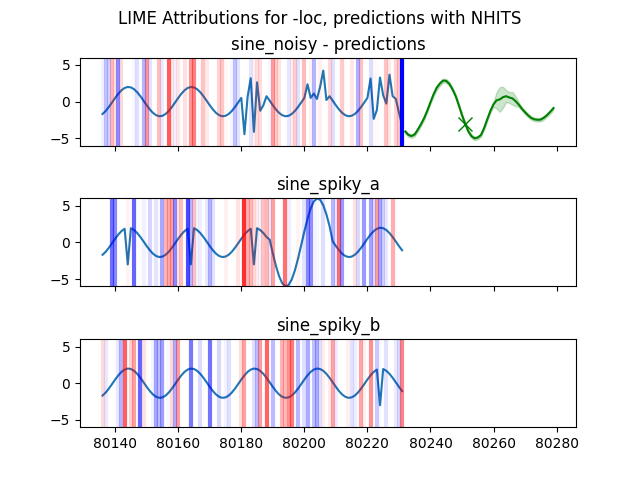 LIME Attributions for -loc, predictions with NHITS
sine_noisy - predictions
5
0
−5
sine_spiky_a
5
0
−5
sine_spiky_b
5
0
−5
80140 80160 80180 80200 80220 80240 80260 80280